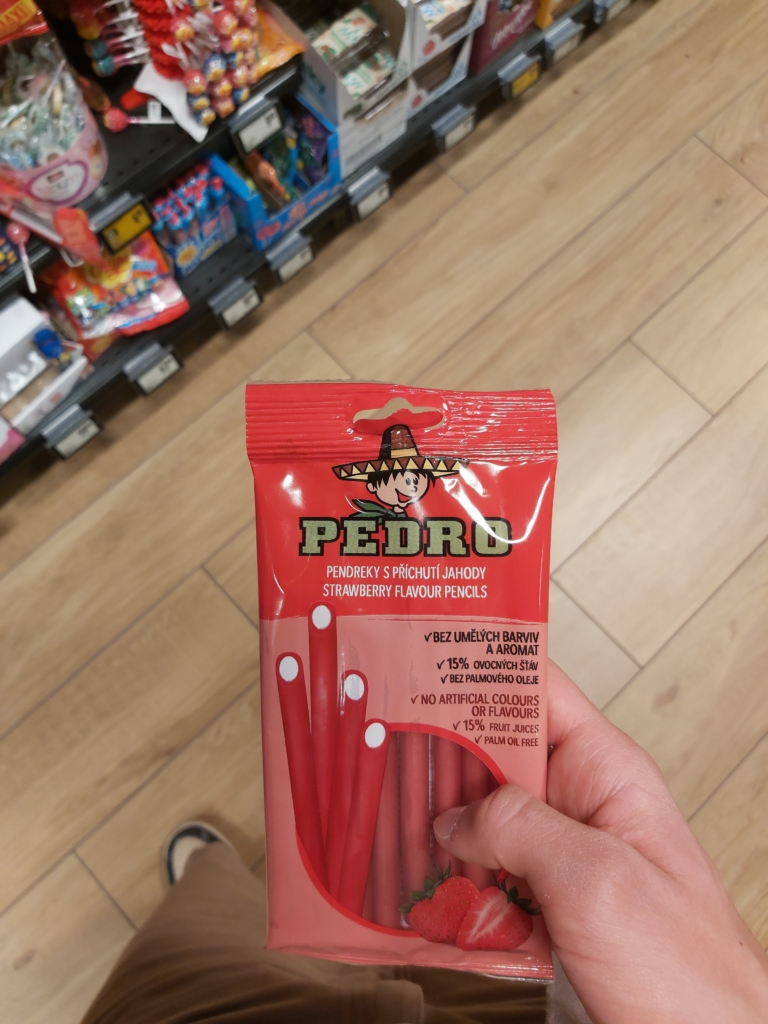 PEDRO
PENDREKY S PŘÍCHUTÍ JAHODY
STRAWBERRY FLAVOUR PENCILS
✓BEZ UMĚLÝCH BARVIV
A AROMAT
✓15% OVOCNÝCH ŠŤÁV
✓BEZ PALMOVÉHO OLEJE
✓NO ARTIFICIAL COLOURS
OR FLAVOURS
✓15% FRUIT JUICES
✓PALM OIL FREE